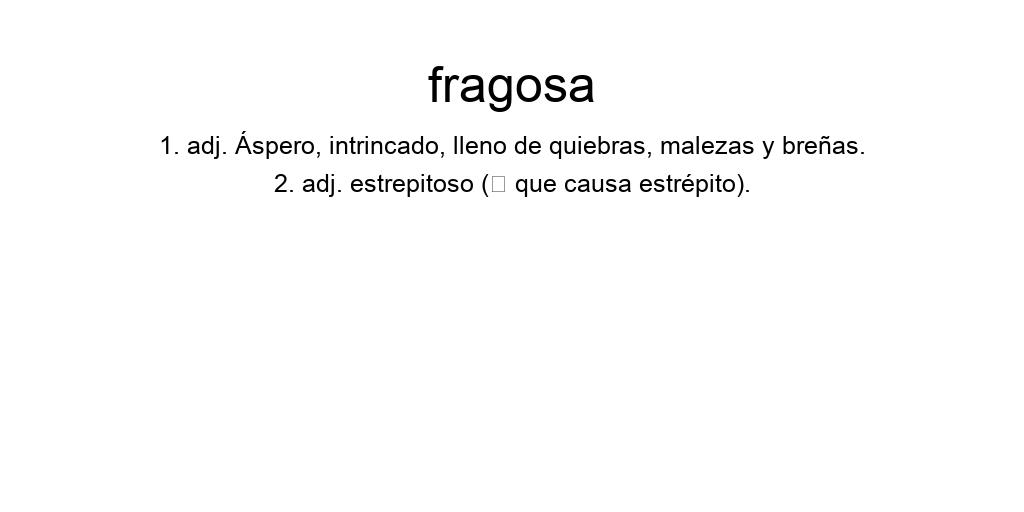 fragosa
1. adj. Áspero, intrincado, lleno de quiebras, malezas y breñas.
2. adj. estrepitoso (▯ que causa estrépito).